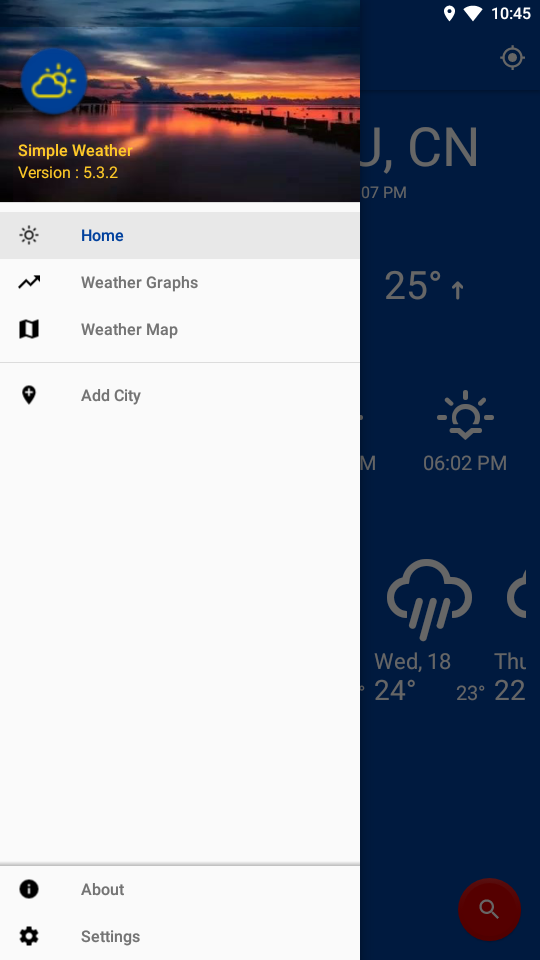 10:45
Simple Weather
Version : 5.3.2
Home
Weather Graphs
Weather Map
Add City
About
Settings
, CN
07 PM
25°
06:02 PM
Wed, 18
24°
23°
22